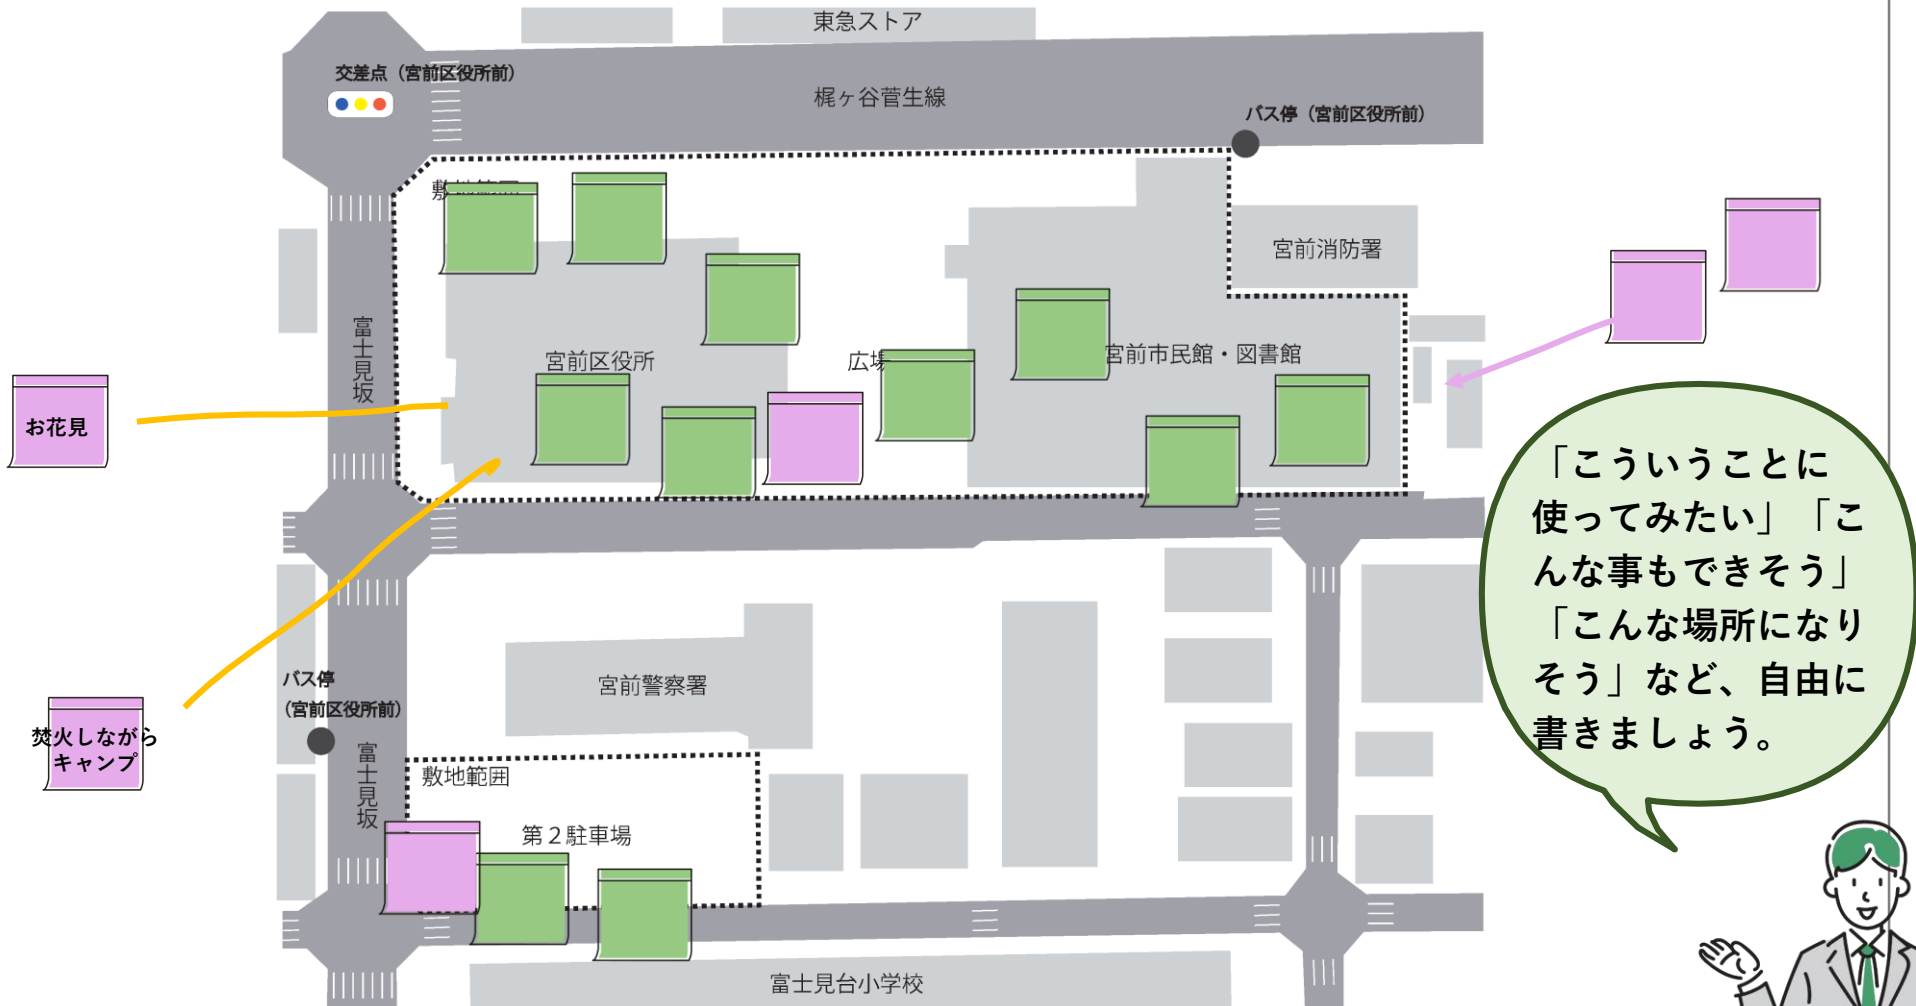 東急ストア
交差点（宮前区役所前）
梶ヶ谷菅生線
バス停（宮前区役所前）
敷地範囲
宮前消防署
富士見坂
宮前区役所
広場
宮前市民館・図書館
お花見
「こういうことに
使ってみたい」「こ
んな事もできそう」
「こんな場所になり
そう」など、自由に
書きましょう。
バス停
（宮前区役所前）
宮前警察署
焚火しながら
キャンプ
富士見坂
敷地範囲
第２駐車場
富士見台小学校